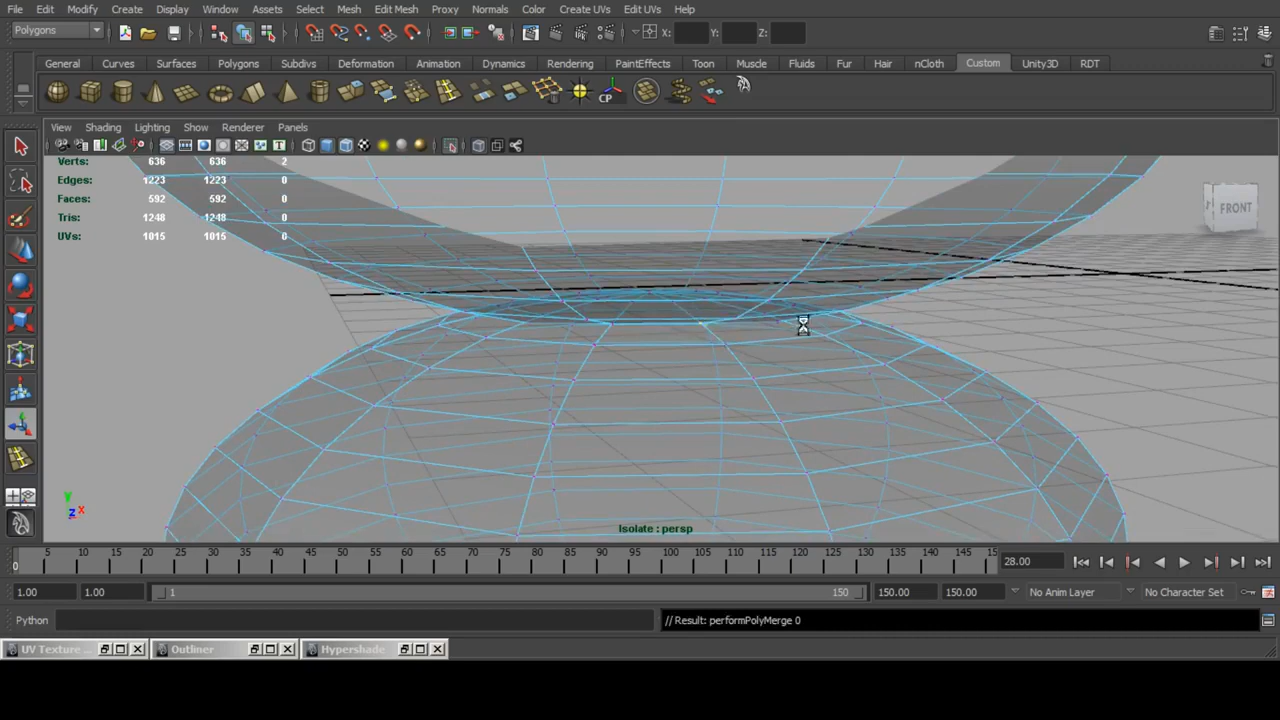 File Edit Modify Create Display Window Assets Select Mesh Edit Mesh Proxy Normals Color Create UVs Edit UVs Help
Polygons X: Y: Z:
General Curves Surfaces Polygons Subdivs Deformation Animation Dynamics Rendering PaintEffects Toon Muscle Fluids Fur Hair nCloth Custom Unity3D RDT
CP
View Shading Lighting Show Renderer Panels
Verts: 636 636 2
Edges: 1223 1223 0
Faces: 592 592 0
Tris: 1248 1248 0
UVs: 1015 1015 0
FRONT
Y
Z X
Isolate : persp
0 5 10 15 20 25 30 35 40 45 50 55 60 65 70 75 80 85 90 95 100 105 110 115 120 125 130 135 140 145 15 28.00
1.00 1.00 1 150 150.00 150.00 No Anim Layer No Character Set
Python // Result: performPolyMerge 0
UV Texture ... Outliner Hypershade